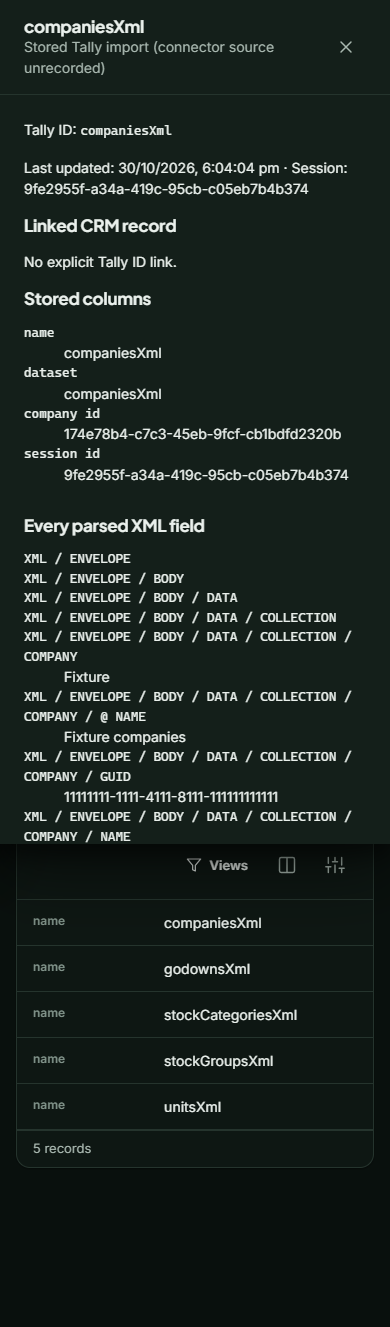 companiesXml
Stored Tally import (connector source
unrecorded)
Tally ID: companiesXml
Last updated: 30/10/2026, 6:04:04 pm · Session:
9fe2955f-a34a-419c-95cb-c05eb7b4b374
Linked CRM record
No explicit Tally ID link.
Stored columns
name
companiesXml
dataset
companiesXml
company id
174e78b4-c7c3-45eb-9fcf-cb1bdfd2320b
session id
9fe2955f-a34a-419c-95cb-c05eb7b4b374
Every parsed XML field
XML / ENVELOPE
XML / ENVELOPE / BODY
XML / ENVELOPE / BODY / DATA
XML / ENVELOPE / BODY / DATA / COLLECTION
XML / ENVELOPE / BODY / DATA / COLLECTION /
COMPANY
Fixture
XML / ENVELOPE / BODY / DATA / COLLECTION /
COMPANY / @ NAME
Fixture companies
XML / ENVELOPE / BODY / DATA / COLLECTION /
COMPANY / GUID
11111111-1111-4111-8111-111111111111
XML / ENVELOPE / BODY / DATA / COLLECTION /
COMPANY / NAME
Views
name companiesXml
name godownsXml
name stockCategoriesXml
name stockGroupsXml
name unitsXml
5 records